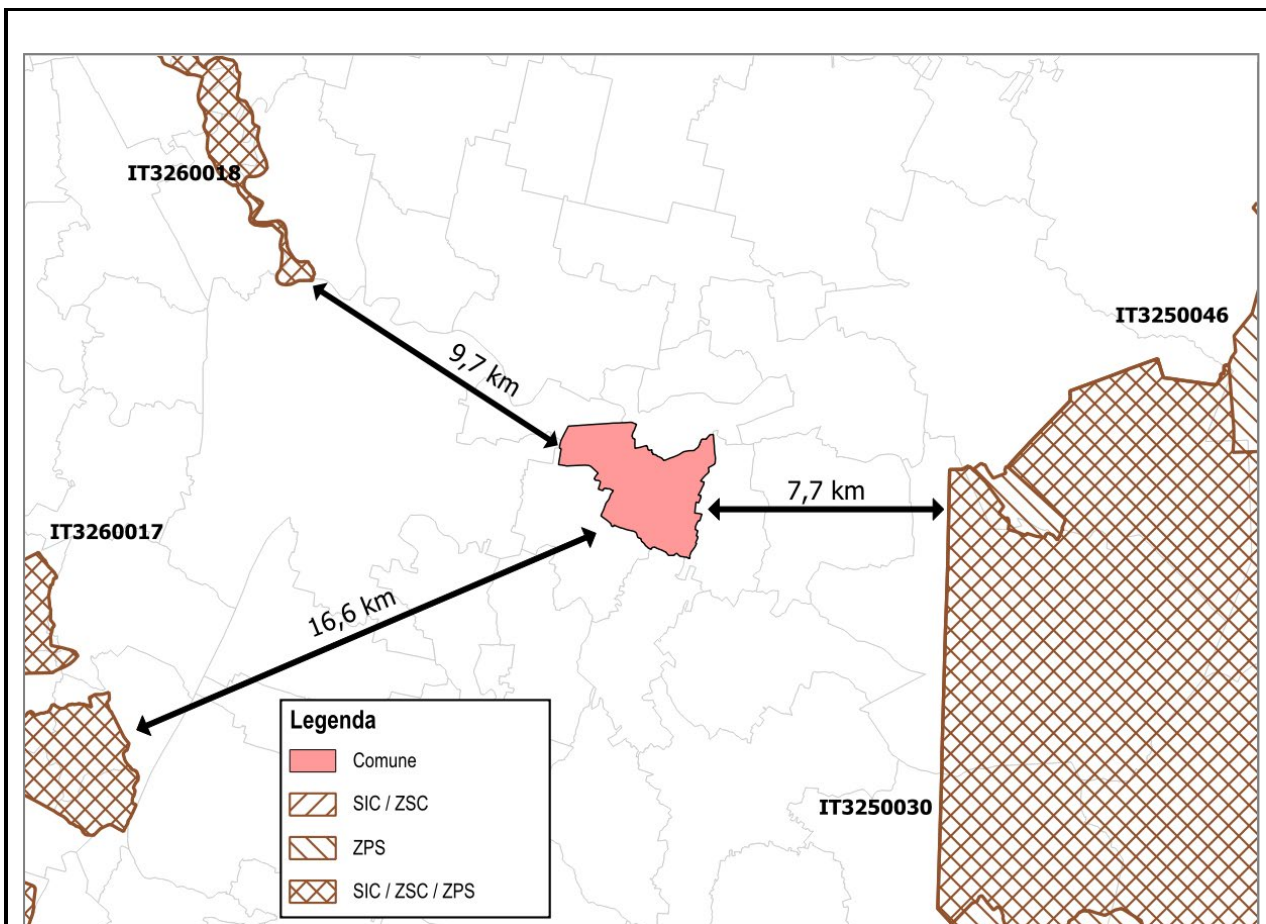 IT3260018
IT3250046
9,7 km
7,7 km
IT3260017
16,6 km
Legenda
Comune
SIC / ZSC
ZPS
SIC / ZSC / ZPS
IT3250030